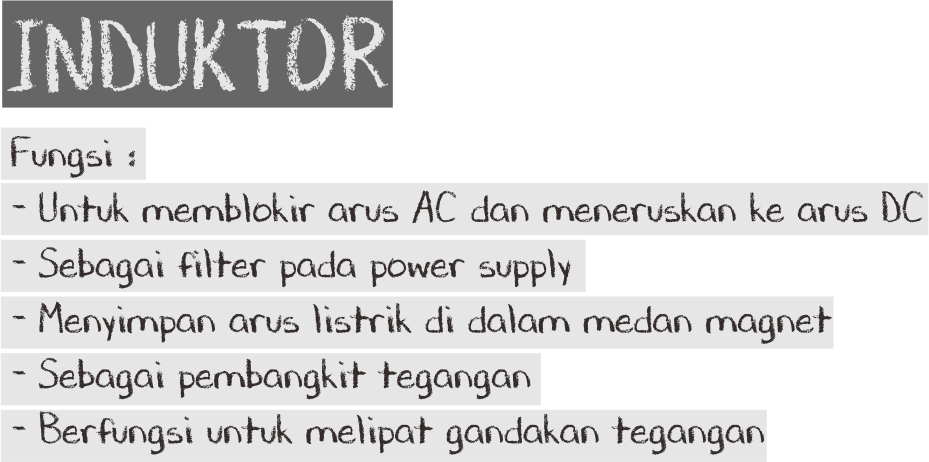 INDUKTOR
Fungsi :
- Untuk memblokir arus AC dan meneruskan ke arus DC
- Sebagai filter pada power supply
- Menyimpan arus listrik di dalam medan magnet
- Sebagai pembangkit tegangan
- Berfungsi untuk melipat gandakan tegangan